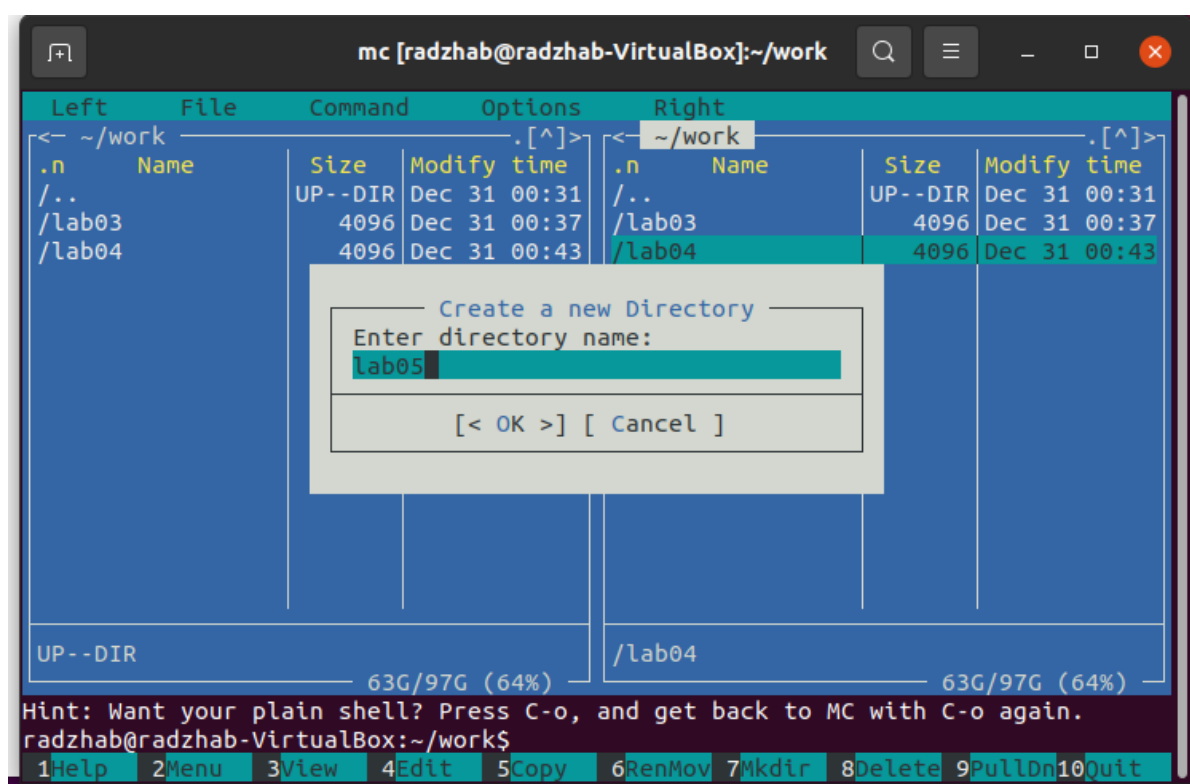 mc [radzhab@radzhab-VirtualBox]:~/work
Left File Command Options Right
<- ~/work .[^]> <- ~/work .[^]>
.n Name Size Modify time .n Name Size Modify time
/.. UP--DIR Dec 31 00:31 /.. UP--DIR Dec 31 00:31
/lab03 4096 Dec 31 00:37 /lab03 4096 Dec 31 00:37
/lab04 4096 Dec 31 00:43 /lab04 4096 Dec 31 00:43
Create a new Directory
Enter directory name:
lab05
[< OK >] [ Cancel ]
UP--DIR /lab04
63G/97G (64%) 63G/97G (64%)
Hint: Want your plain shell? Press C-o, and get back to MC with C-o again.
radzhab@radzhab-VirtualBox:~/work$
1Help 2Menu 3View 4Edit 5Copy 6RenMov 7Mkdir 8Delete 9PullDn 10Quit